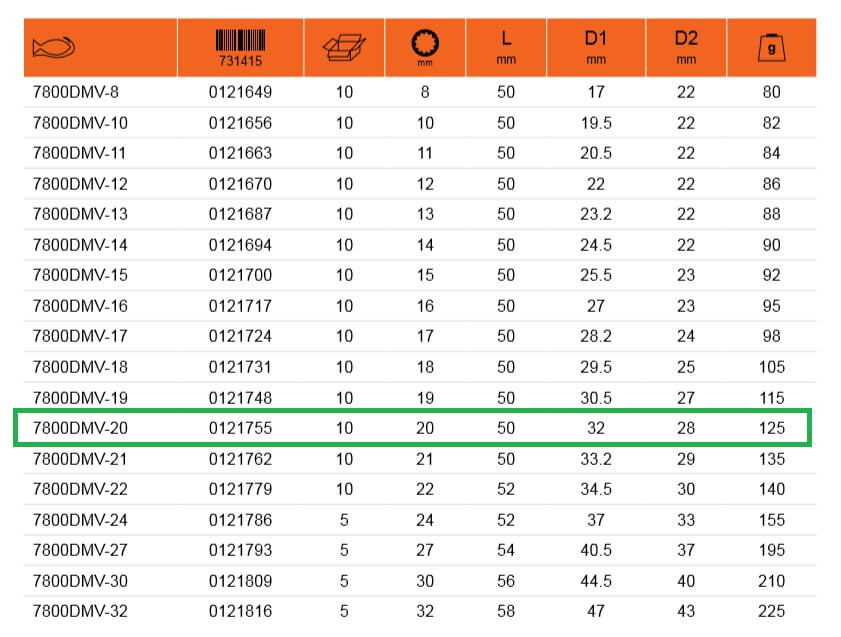 731415 mm L mm D1 mm D2 mm g
7800DMV-8 0121649 10 8 50 17 22 80
7800DMV-10 0121656 10 10 50 19.5 22 82
7800DMV-11 0121663 10 11 50 20.5 22 84
7800DMV-12 0121670 10 12 50 22 22 86
7800DMV-13 0121687 10 13 50 23.2 22 88
7800DMV-14 0121694 10 14 50 24.5 22 90
7800DMV-15 0121700 10 15 50 25.5 23 92
7800DMV-16 0121717 10 16 50 27 23 95
7800DMV-17 0121724 10 17 50 28.2 24 98
7800DMV-18 0121731 10 18 50 29.5 25 105
7800DMV-19 0121748 10 19 50 30.5 27 115
7800DMV-20 0121755 10 20 50 32 28 125
7800DMV-21 0121762 10 21 50 33.2 29 135
7800DMV-22 0121779 10 22 52 34.5 30 140
7800DMV-24 0121786 5 24 52 37 33 155
7800DMV-27 0121793 5 27 54 40.5 37 195
7800DMV-30 0121809 5 30 56 44.5 40 210
7800DMV-32 0121816 5 32 58 47 43 225